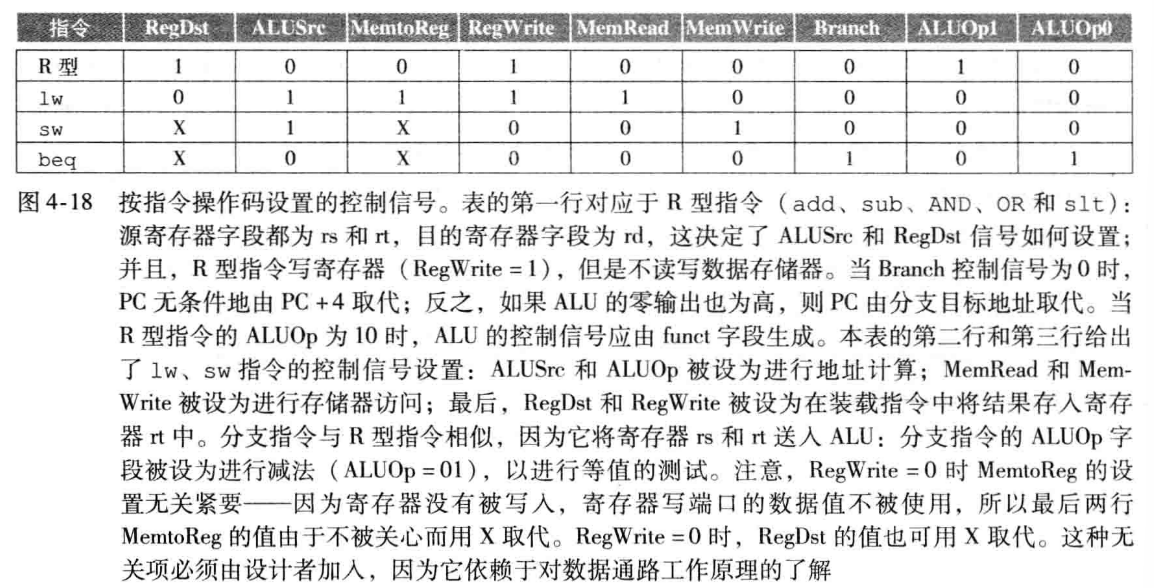 指令 RegDst ALUSrc MemtoReg RegWrite MemRead MemWrite Branch ALUOp1 ALUOp0
R 型 1 0 0 1 0 0 0 1 0
lw 0 1 1 1 1 0 0 0 0
sw X 1 X 0 0 1 0 0 0
beq X 0 X 0 0 0 1 0 1
图 4-18 按指令操作码设置的控制信号。表的第一行对应于 R 型指令（add、sub、AND、OR 和 slt）：
源寄存器字段都为 rs 和 rt，目的寄存器字段为 rd，这决定了 ALUSrc 和 RegDst 信号如何设置；
并且，R 型指令写寄存器（RegWrite = 1），但是不读写数据存储器。当 Branch 控制信号为 0 时，
PC 无条件地由 PC + 4 取代；反之，如果 ALU 的零输出也为高，则 PC 由分支目标地址取代。当
R 型指令的 ALUOp 为 10 时，ALU 的控制信号应由 funct 字段生成。本表的第二行和第三行给出
了 lw、sw 指令的控制信号设置：ALUSrc 和 ALUOp 被设为进行地址计算；MemRead 和 Mem-
Write 被设为进行存储器访问；最后，RegDst 和 RegWrite 被设为在装载指令中将结果存入寄存
器 rt 中。分支指令与 R 型指令相似，因为它将寄存器 rs 和 rt 送入 ALU：分支指令的 ALUOp 字
段被设为进行减法（ALUOp = 01），以进行等值的测试。注意，RegWrite = 0 时 MemtoReg 的设
置无关紧要——因为寄存器没有被写入，寄存器写端口的数据值不被使用，所以最后两行
MemtoReg 的值由于不被关心而用 X 取代。RegWrite = 0 时，RegDst 的值也可用 X 取代。这种无
关项必须由设计者加入，因为它依赖于对数据通路工作原理的了解